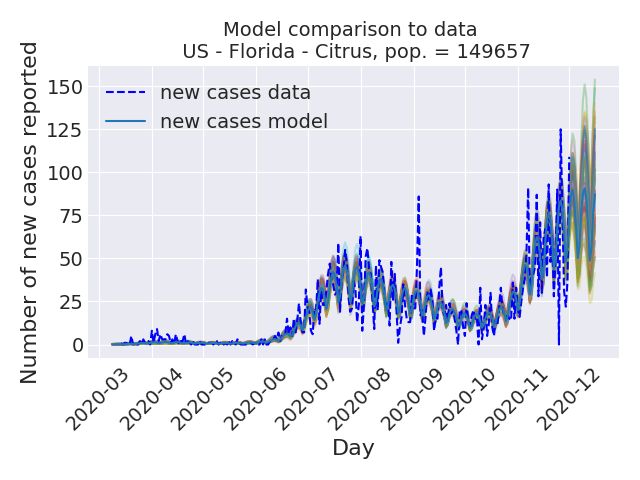 Model comparison to data
US - Florida - Citrus, pop. = 149657
Number of new cases reported
150
125
100
75
50
25
0
new cases data
new cases model
2020-03
2020-04
2020-05
2020-06
2020-07
2020-08
2020-09
2020-10
2020-11
2020-12
Day